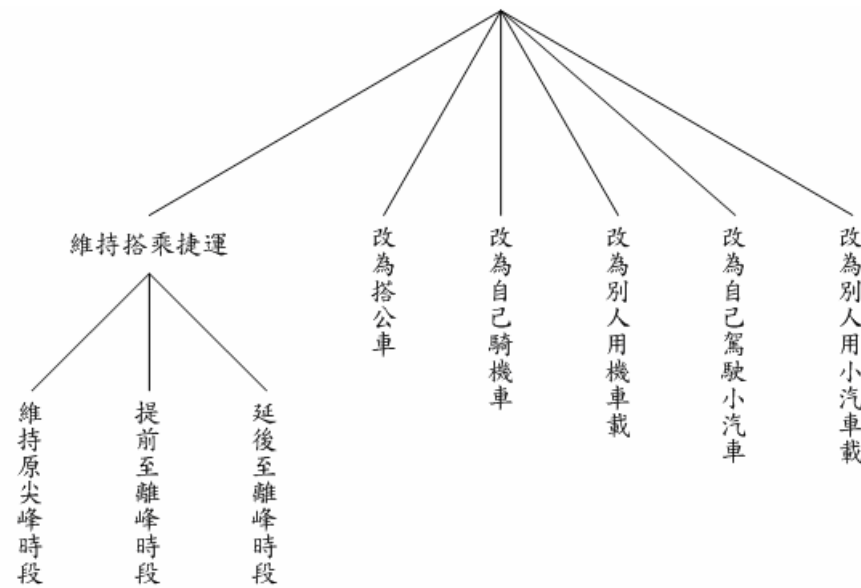 維持搭乘捷運
改為搭公車
改為自己騎機車
改為別人用機車載
改為自己駕駛小汽車
改為別人用小汽車載
維持原尖峰時段
提前至離峰時段
延後至離峰時段